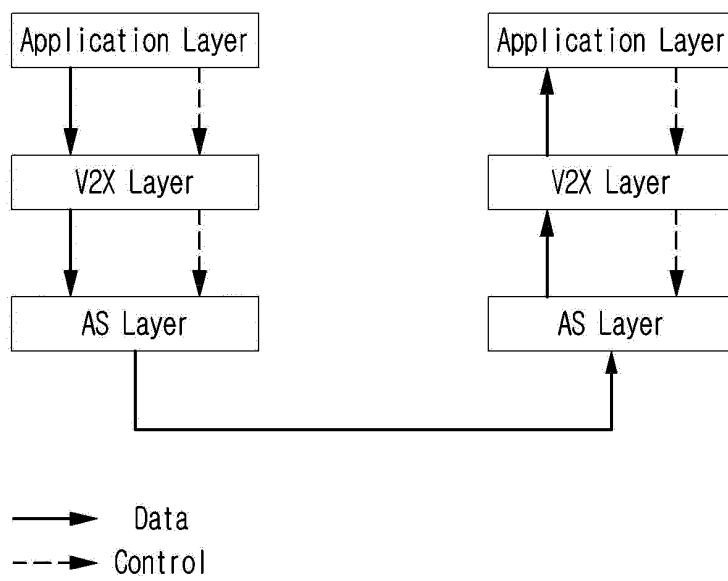 Application Layer
Application Layer
V2X Layer
V2X Layer
AS Layer
AS Layer
Data
Control